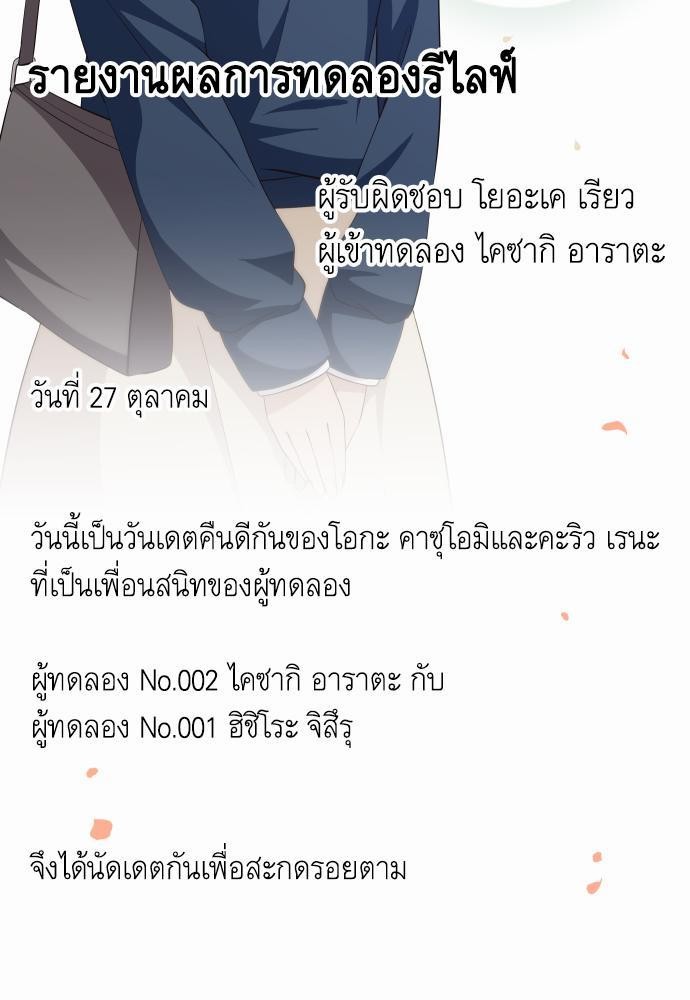 รายงานผลการทดลองรีไลฟ์
ผู้รับผิดชอบ โยอะเค เรียว
ผู้เข้าทดลอง ไคซากิ อาราตะ
วันที่ 27 ตุลาคม
วันนี้เป็นวันเดตคืนดีกันของโอกะ คาซุโอมิและคะริว เรนะ
ที่เป็นเพื่อนสนิทของผู้ทดลอง
ผู้ทดลอง No.002 ไคซากิ อาราตะ กับ
ผู้ทดลอง No.001 ฮิชิโระ จิสึรุ
จึงได้นัดเดตกันเพื่อสะกดรอยตาม